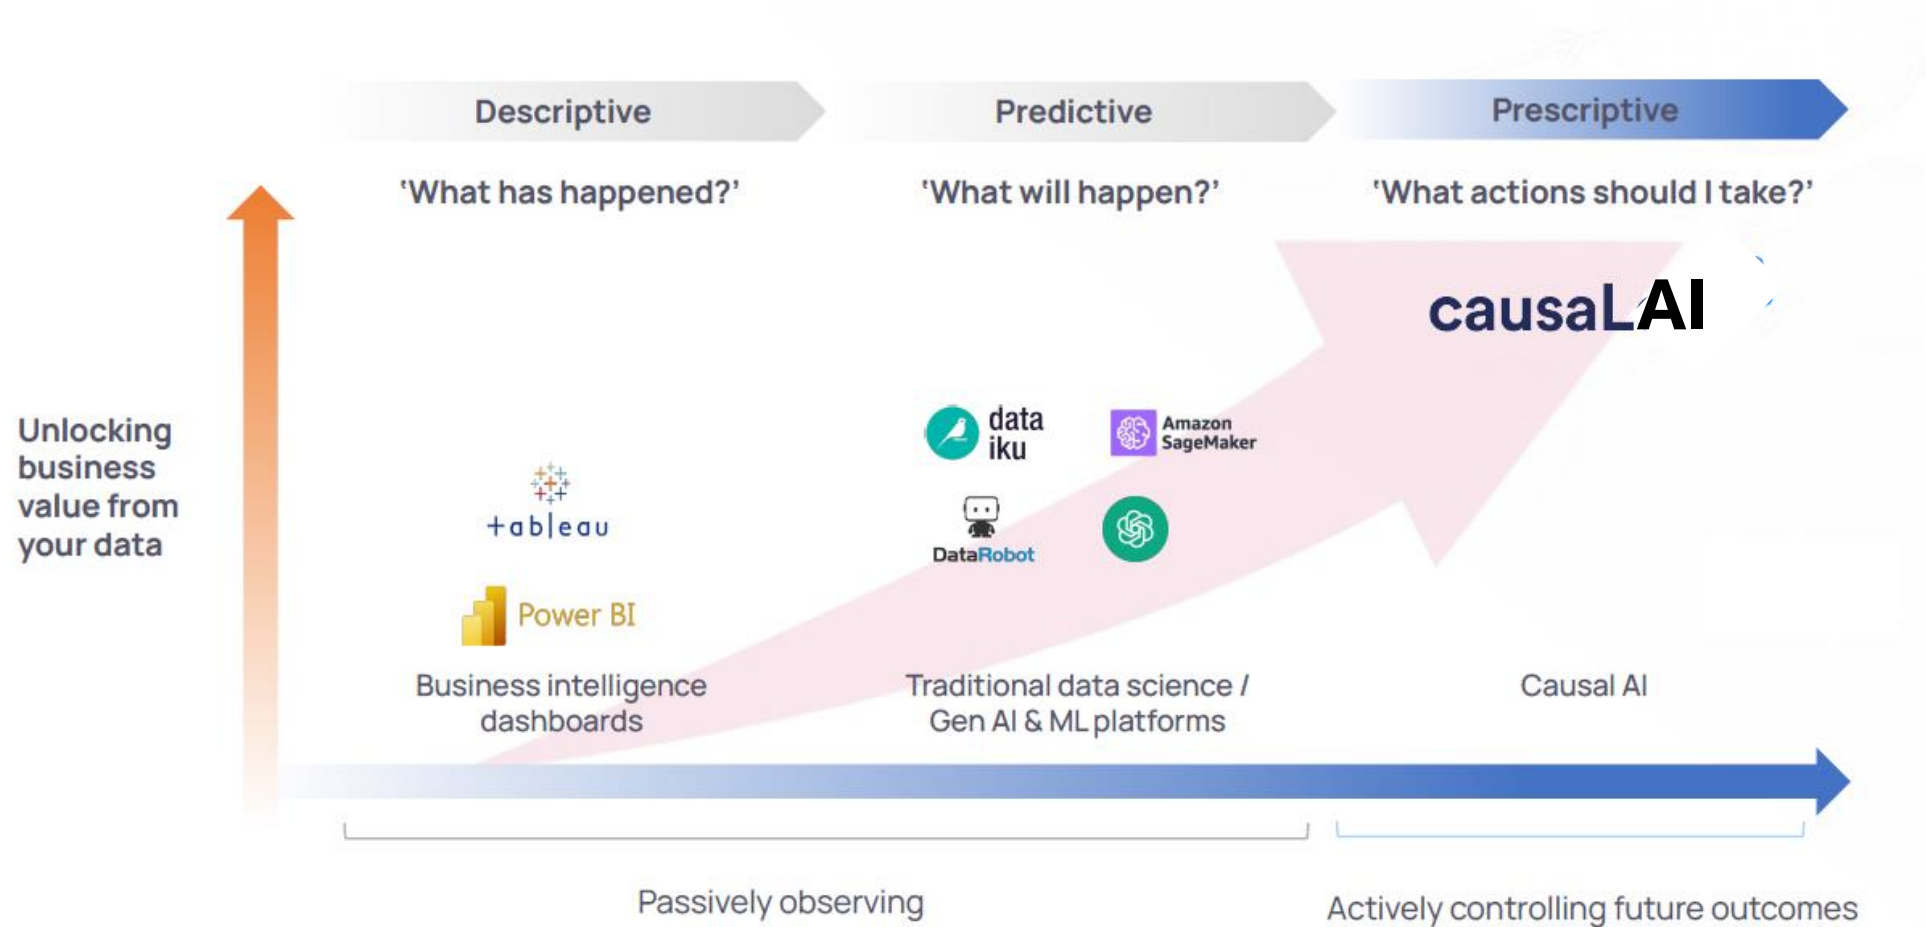 Descriptive
Predictive
Prescriptive
‘What has happened?’
‘What will happen?’
‘What actions should I take?’
causaLAI
Unlocking
business
value from
your data
+ab|eau
Power BI
data
iku
Amazon
SageMaker
DataRobot
Business intelligence
dashboards
Traditional data science /
Gen AI & ML platforms
Causal AI
Passively observing
Actively controlling future outcomes